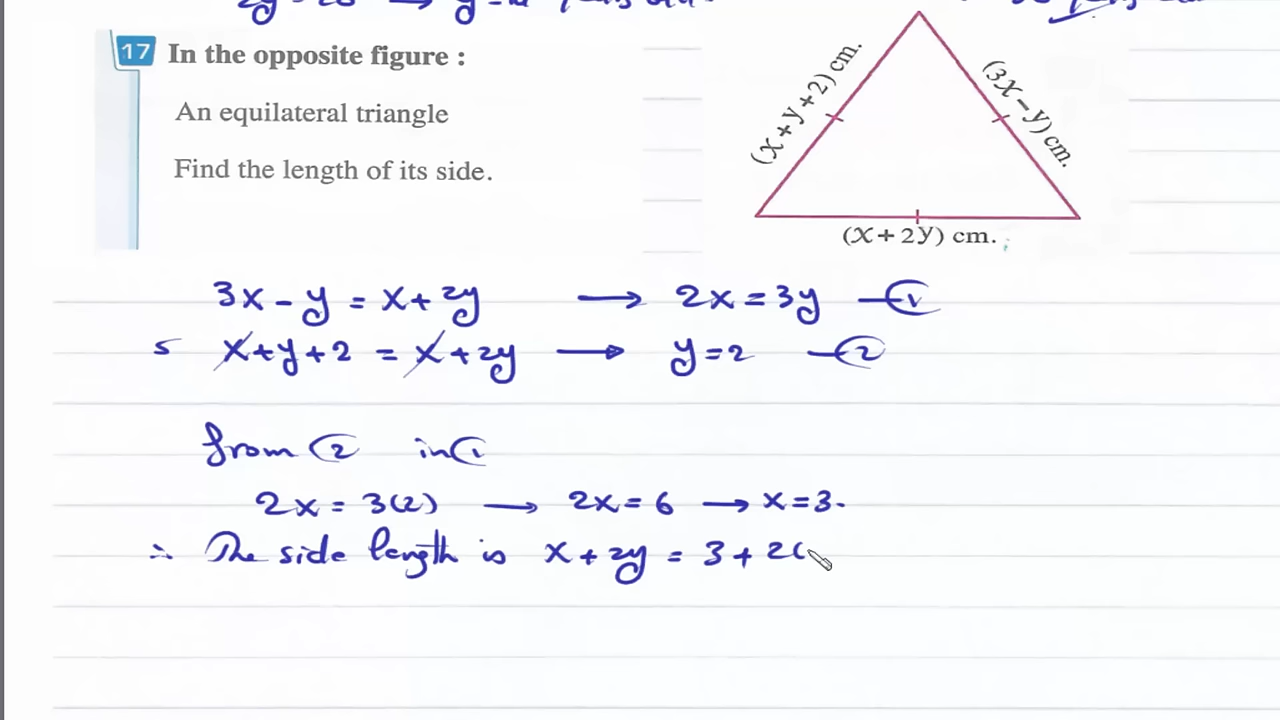 17 In the opposite figure :
An equilateral triangle
Find the length of its side.
(x+y+2) cm.
(3x-y) cm.
(x+2y) cm.
3x - y = x + 2y → 2x = 3y —①
x + y + 2 = x + 2y → y = 2 —②
from ② in ①
2x = 3(2) → 2x = 6 → x = 3.
∴ The side length is x + 2y = 3 + 2(